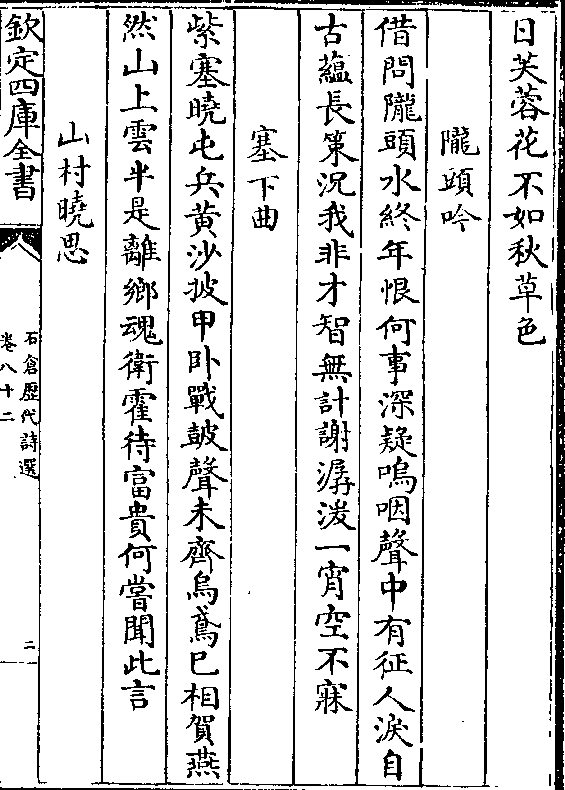 日芙蓉花不如秋草色
隴頭吟
借問隴頭水終年恨何事深疑嗚咽聲中有征人淚自
古蘊長策況我非才智無計謝潺湲一宵空不寐
塞下曲
紫塞曉屯兵黄沙披甲卧戰鼓聲未齊烏鳶已相賀燕
然山上雲半是離鄉魂衛霍待富貴何嘗聞此言
山村曉思
欽定四庫全書
石倉歷代詩選
卷八十二
二